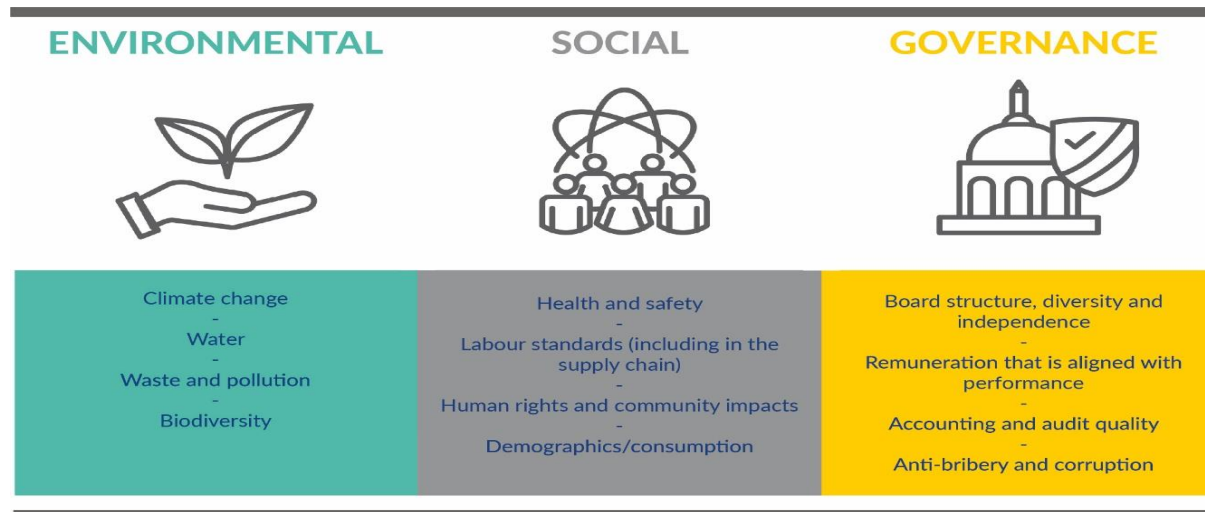 ENVIRONMENTAL
Climate change
-
Water
-
Waste and pollution
-
Biodiversity
SOCIAL
Health and safety
-
Labour standards (including in the
supply chain)
-
Human rights and community impacts
-
Demographics/consumption
GOVERNANCE
Board structure, diversity and
independence
-
Remuneration that is aligned with
performance
-
Accounting and audit quality
-
Anti-bribery and corruption